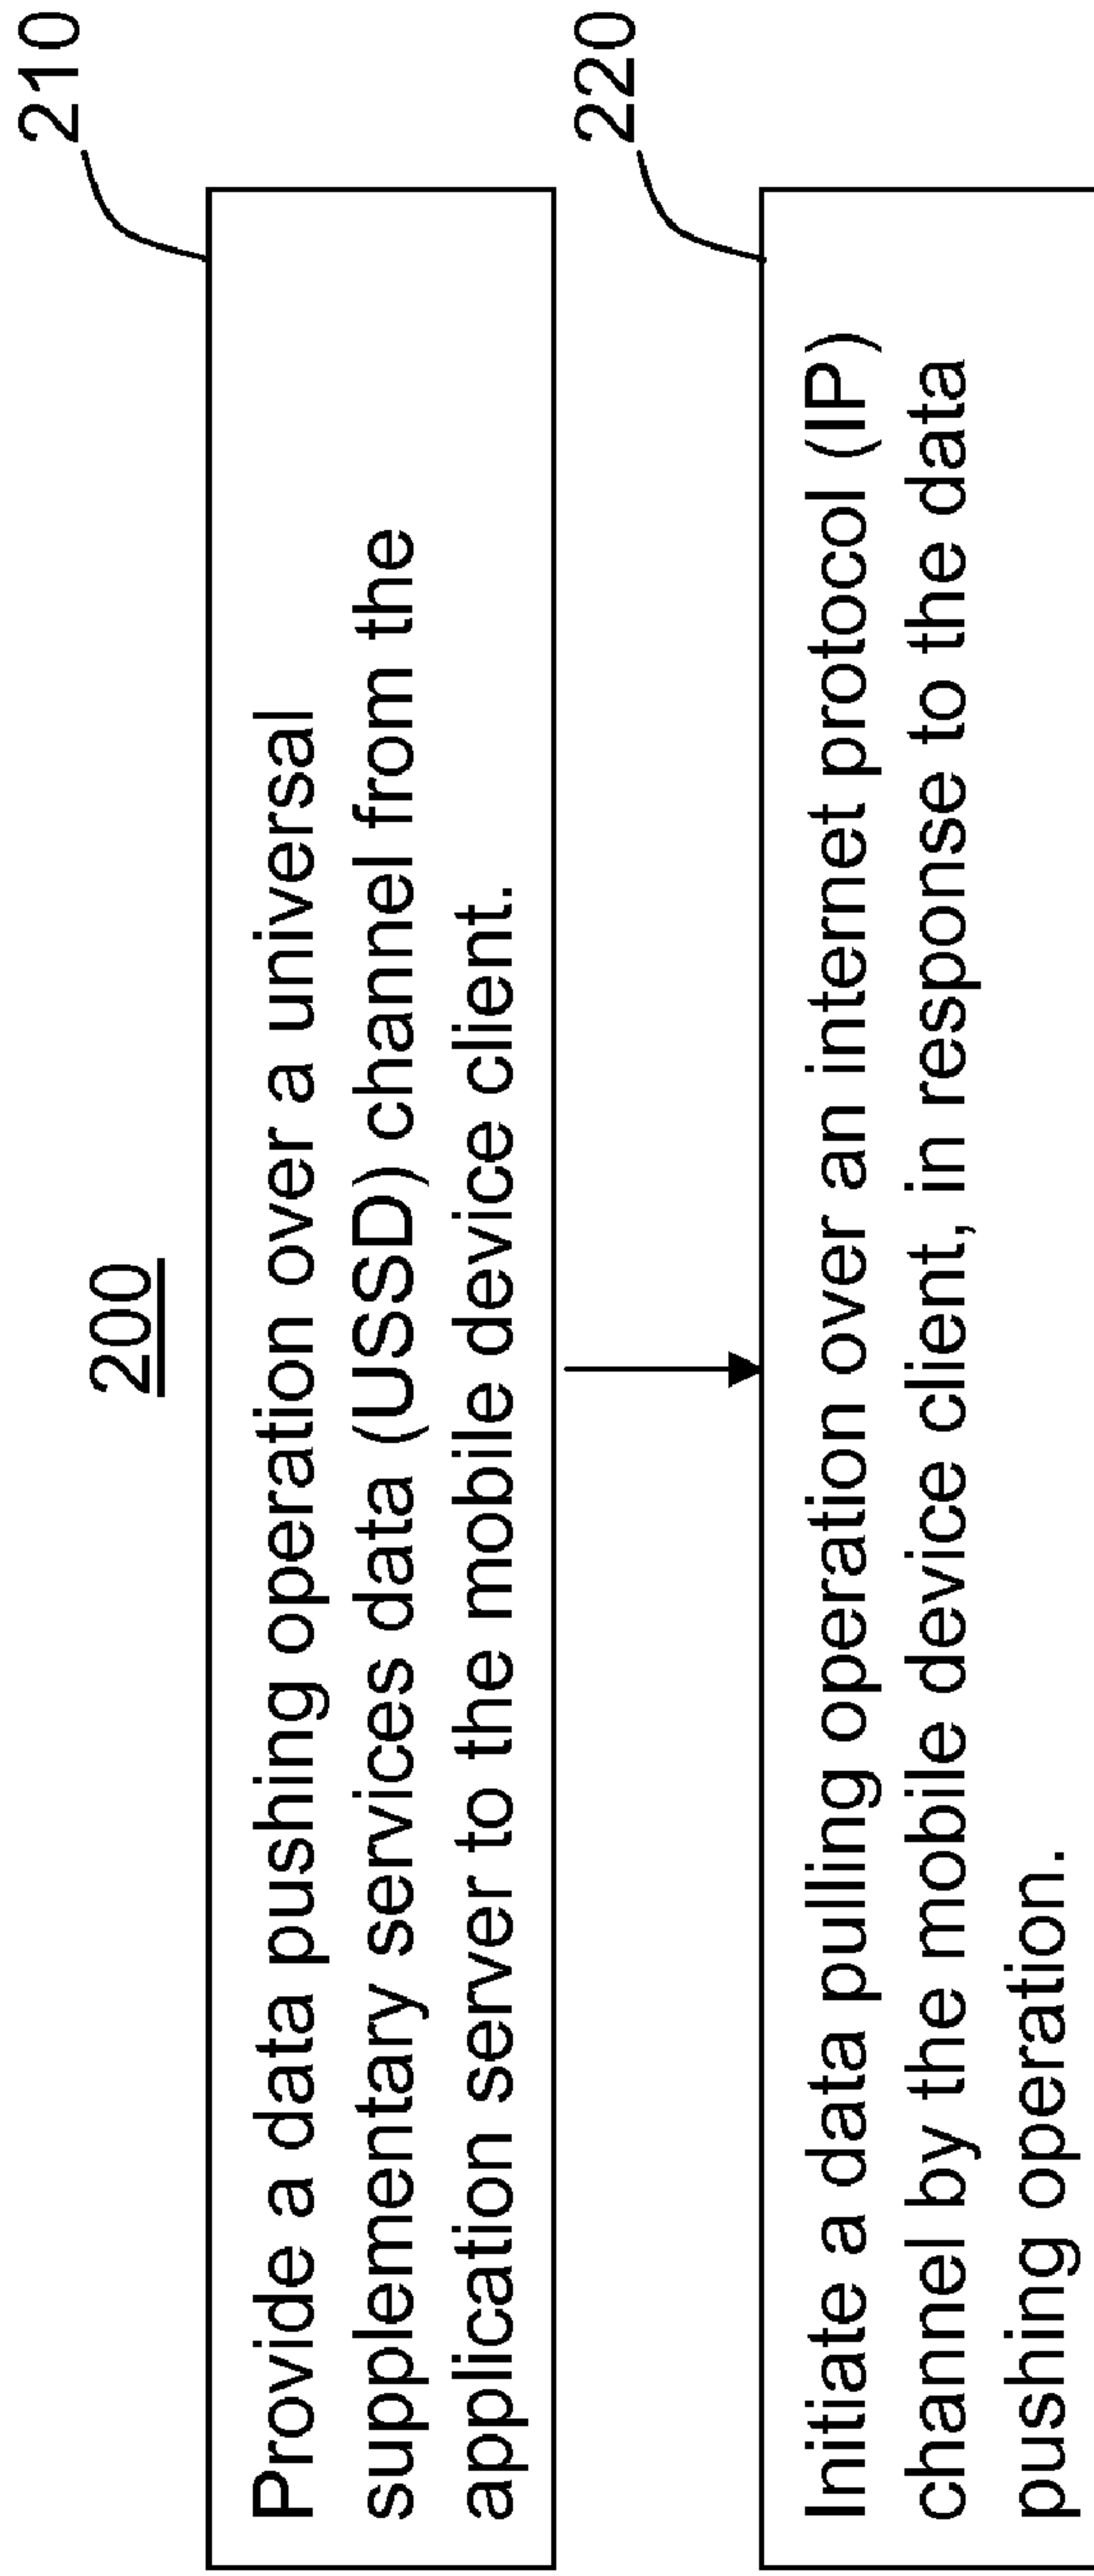 200
210
Provide a data pushing operation over a universal
supplementary services data (USSD) channel from the
application server to the mobile device client.
220
Initiate a data pulling operation over an internet protocol (IP)
channel by the mobile device client, in response to the data
pushing operation.